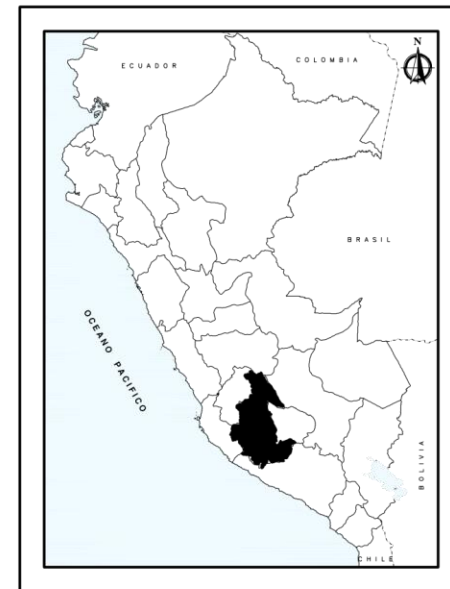 N
ECUADOR
COLOMBIA
BRASIL
OCEANO PACIFICO
BOLIVIA
CHILE